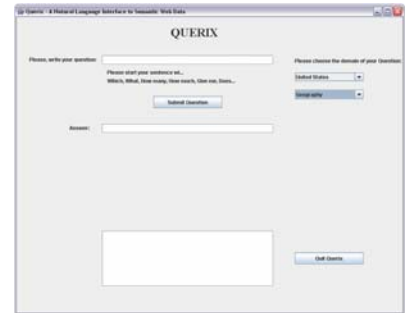 Querix - A Natural Language Interface to Semantic Web Data
QUERIX
Please, write your question:
Please choose the domain of your Question:
Please start your sentence wi...
Which, What, How many, How much, Give me, Does...
United States
Geography
Submit Question
Answer:
Quit Querix